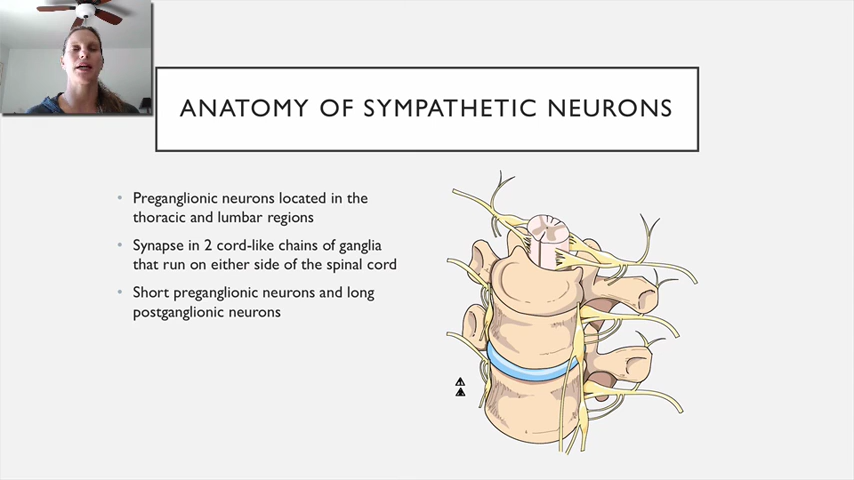 ANATOMY OF SYMPATHETIC NEURONS
• Preganglionic neurons located in the
thoracic and lumbar regions
• Synapse in 2 cord-like chains of ganglia
that run on either side of the spinal cord
• Short preganglionic neurons and long
postganglionic neurons